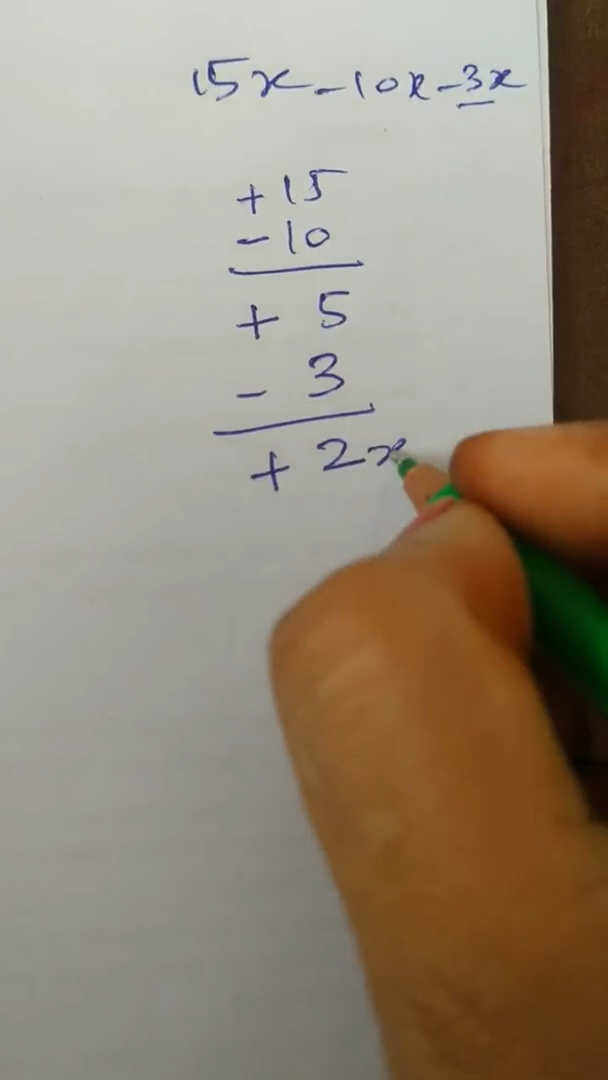 15x - 10x - 3x
+ 15
- 10
+ 5
- 3
+ 2x